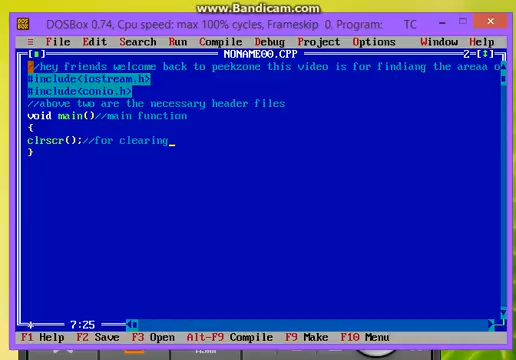 www.Bandicam.com
DOSBox 0.74, Cpu speed: max 100% cycles, Frameskip 0, Program: TC
≡ File Edit Search Run Compile Debug Project Options Window Help
NONAME00.CPP 2
//hey friends welcome back to peekzone this video is for findiang the areaa o
#include<iostream.h>
#include<conio.h>
//above two are the necessary header files
void main()//main function
{
clrscr();//for clearing_
}
7:25
F1 Help F2 Save F3 Open Alt-F9 Compile F9 Make F10 Menu